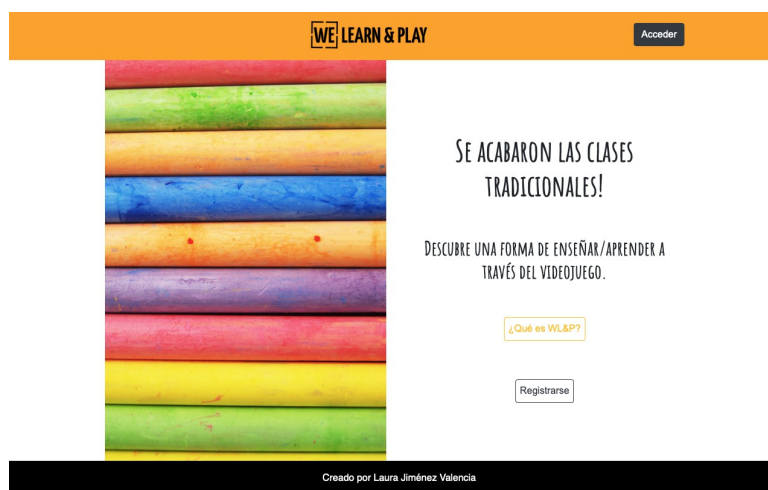 WE LEARN & PLAY
Acceder
Se acabaron las clases
tradicionales!
Descubre una forma de enseñar/aprender a
través del videojuego.
¿Qué es WL&P?
Registrarse
Creado por Laura Jiménez Valencia